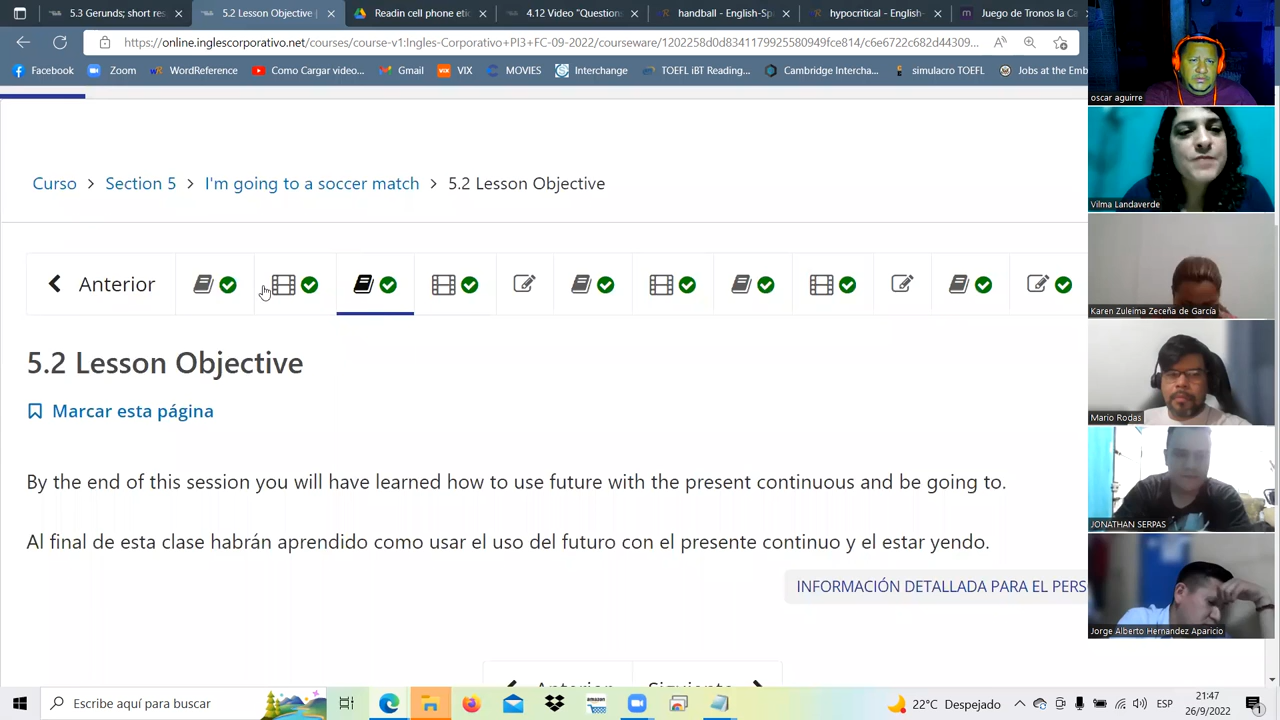 5.3 Gerunds; short res
5.2 Lesson Objective
Readin cell phone etic
4.12 Video "Questions
handball - English-Sp
hypocritical - English-
Juego de Tronos la Ca
https://online.inglescorporativo.net/courses/course-v1:Ingles-Corporativo+PI3+FC-09-2022/courseware/1202258d0d8341179925580949fce814/c6e6722c682d44309...
Facebook
Zoom
WordReference
Como Cargar video...
Gmail
VIX
MOVIES
Interchange
TOEFL iBT Reading...
Cambridge Intercha...
simulacro TOEFL
Jobs at the Emb
oscar aguirre
Vilma Landaverde
Karen Zuleima Zeceña de García
Mario Rodas
JONATHAN SERPAS
Jorge Alberto Hernandez Aparicio
Curso > Section 5 > I'm going to a soccer match > 5.2 Lesson Objective
Anterior
5.2 Lesson Objective
Marcar esta página
By the end of this session you will have learned how to use future with the present continuous and be going to.
Al final de esta clase habrán aprendido como usar el uso del futuro con el presente continuo y el estar yendo.
INFORMACIÓN DETALLADA PARA EL PERS
Anterior
Siguiente
Escribe aquí para buscar
22°C Despejado
ESP
21:47
26/9/2022